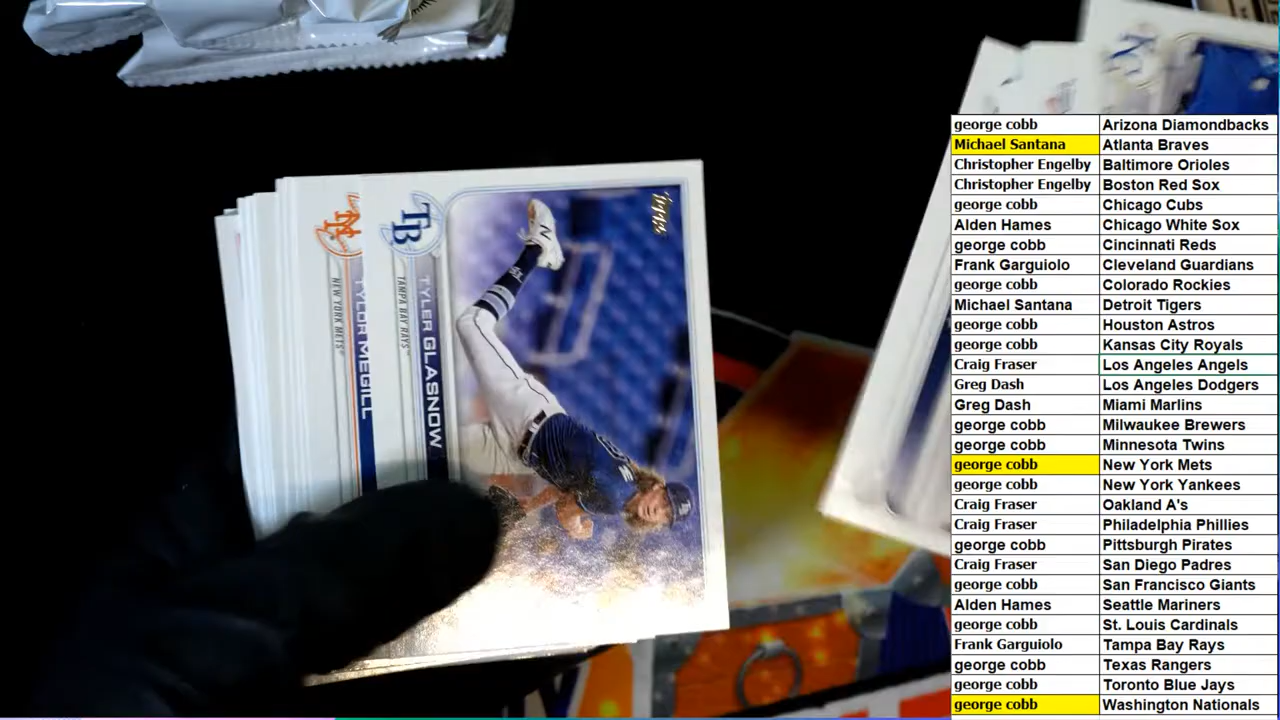 Topps
TB
TYLER GLASNOW
TAMPA BAY RAYS™
NY
TYLOR MEGILL
NEW YORK METS®
george cobb Arizona Diamondbacks
Michael Santana Atlanta Braves
Christopher Engelby Baltimore Orioles
Christopher Engelby Boston Red Sox
george cobb Chicago Cubs
Alden Hames Chicago White Sox
george cobb Cincinnati Reds
Frank Garguiolo Cleveland Guardians
george cobb Colorado Rockies
Michael Santana Detroit Tigers
george cobb Houston Astros
george cobb Kansas City Royals
Craig Fraser Los Angeles Angels
Greg Dash Los Angeles Dodgers
Greg Dash Miami Marlins
george cobb Milwaukee Brewers
george cobb Minnesota Twins
george cobb New York Mets
george cobb New York Yankees
Craig Fraser Oakland A's
Craig Fraser Philadelphia Phillies
george cobb Pittsburgh Pirates
Craig Fraser San Diego Padres
george cobb San Francisco Giants
Alden Hames Seattle Mariners
george cobb St. Louis Cardinals
Frank Garguiolo Tampa Bay Rays
george cobb Texas Rangers
george cobb Toronto Blue Jays
george cobb Washington Nationals